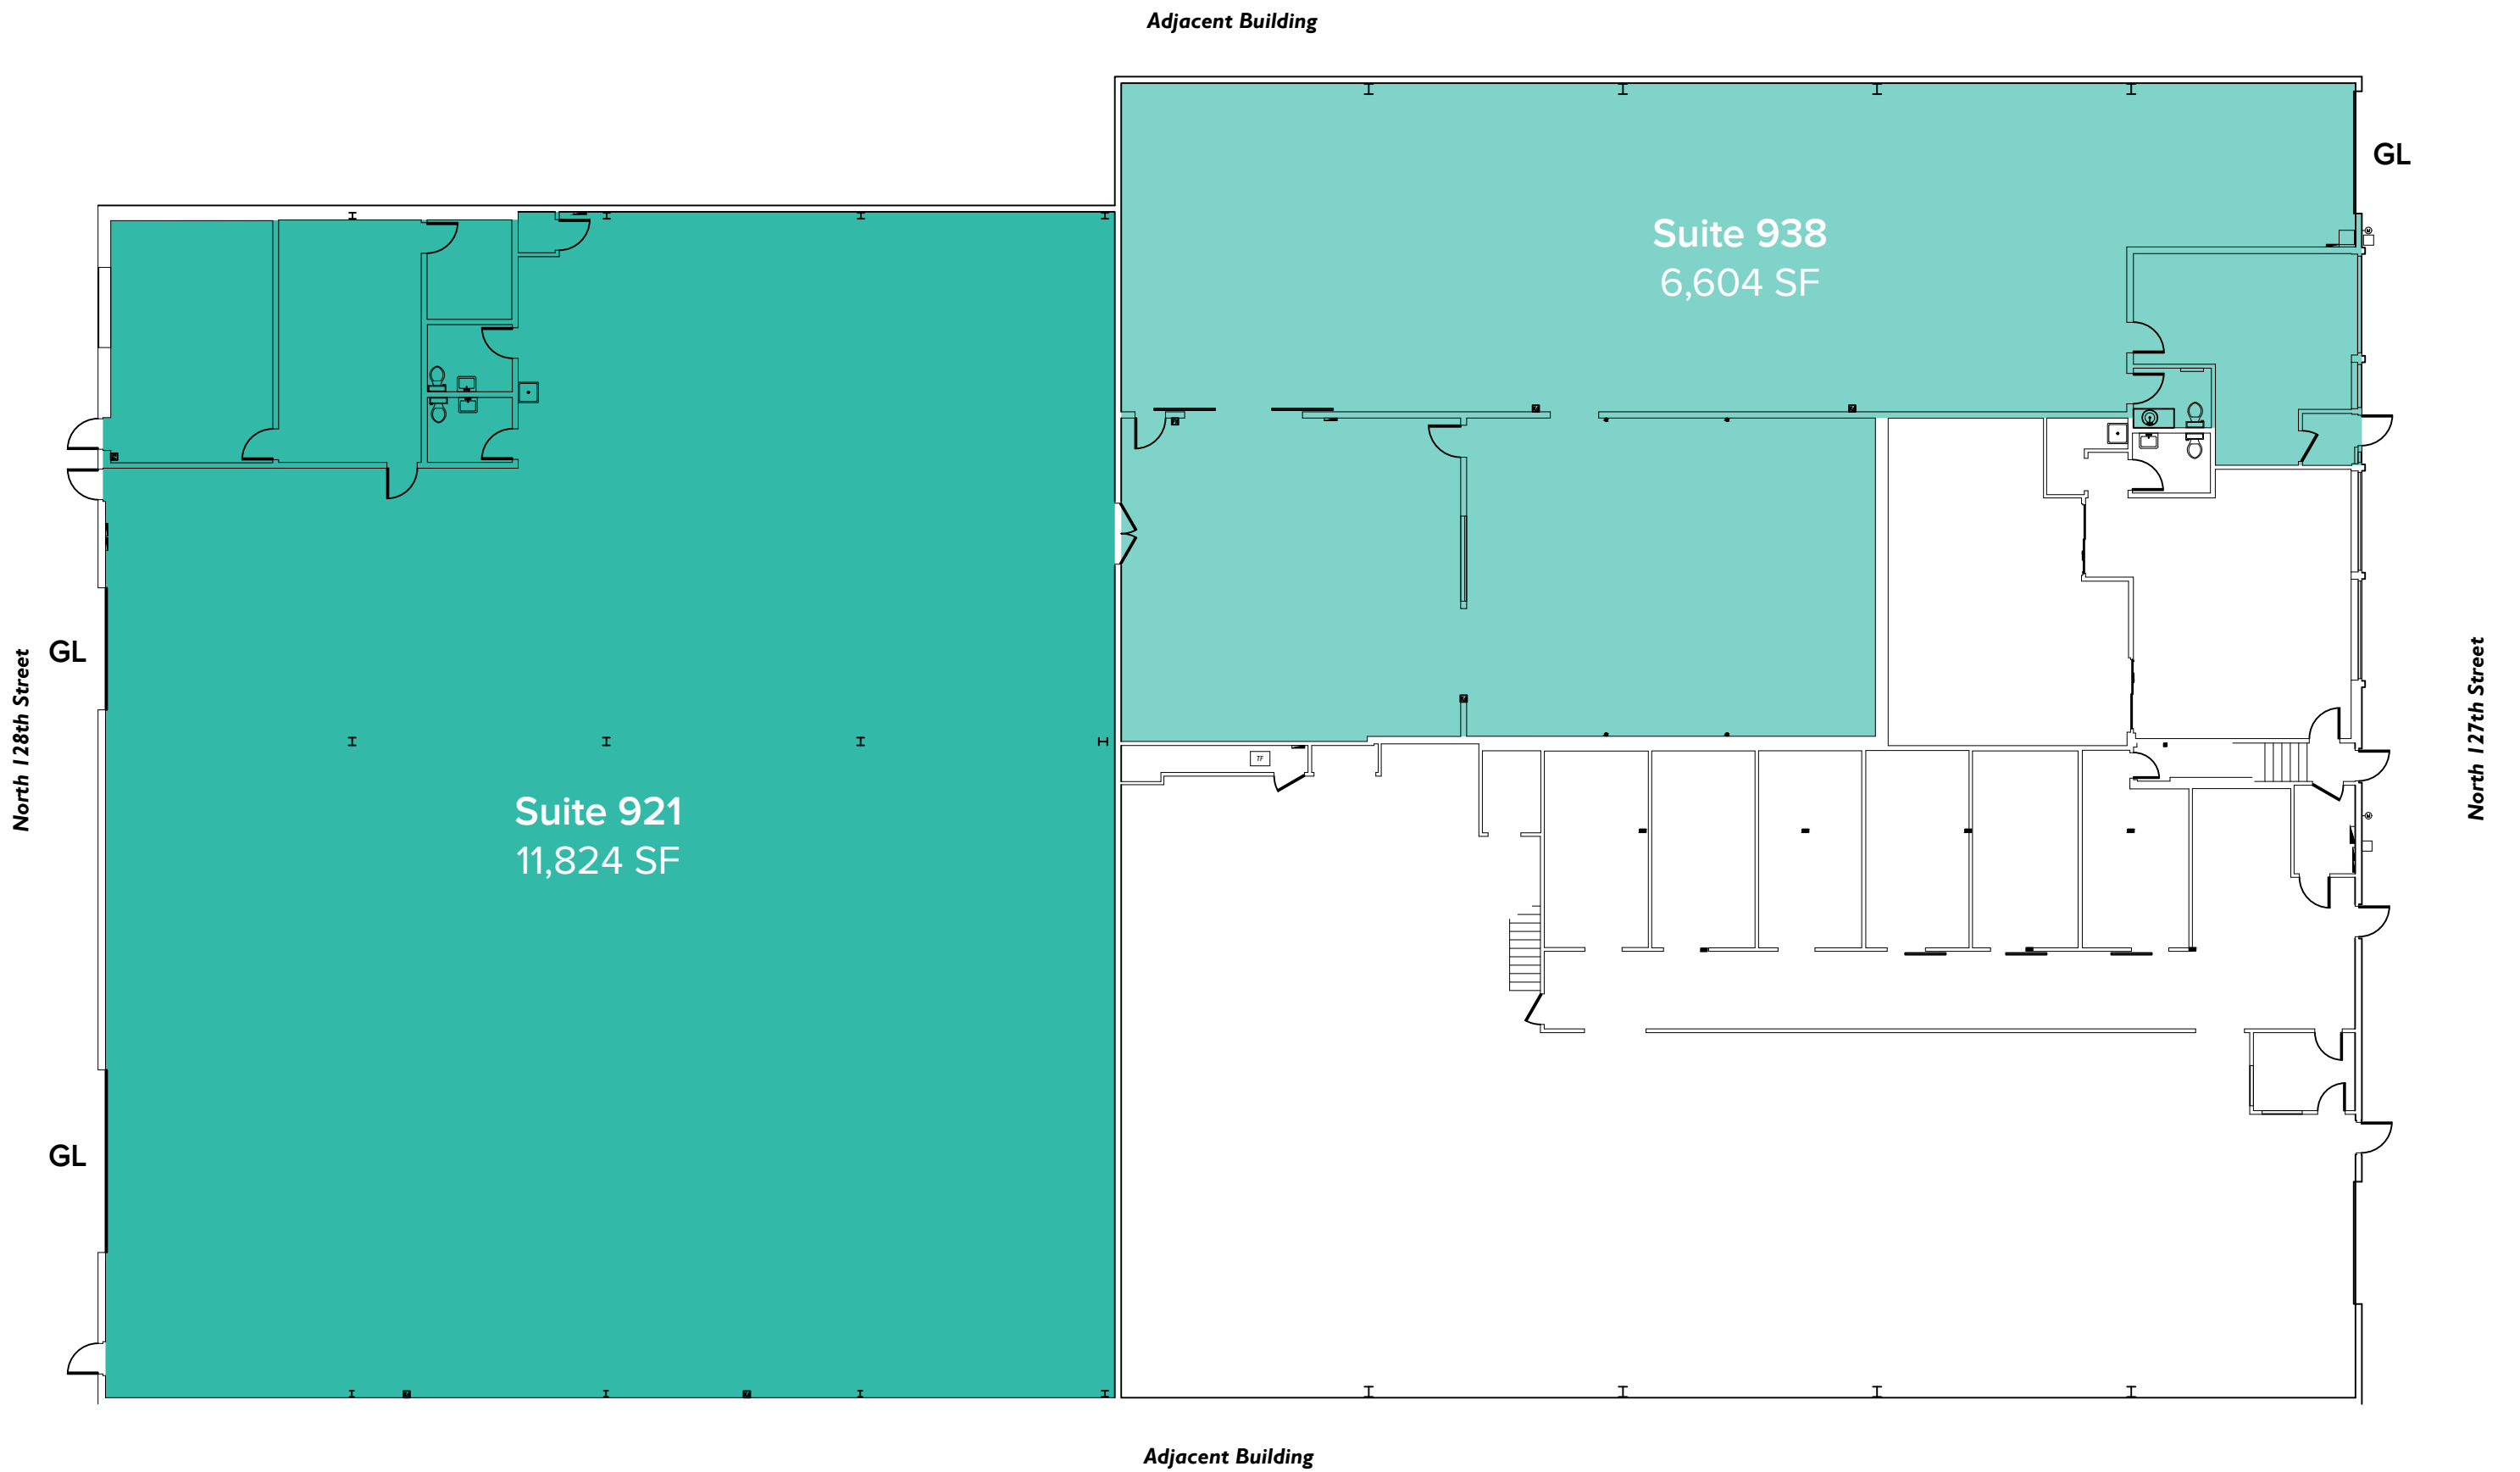 Adjacent Building
GL
Suite 938
6,604 SF
GL
North 128th Street
North 127th Street
TF
Suite 921
11,824 SF
GL
Adjacent Building